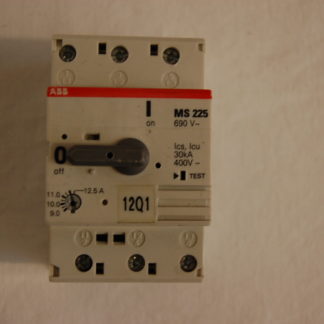 ABB
MS 225
690 V~
on
Ics, Icu
30kA
400V~
O
off
TEST
12.5 A
11.0
10.0
9.0
12Q1